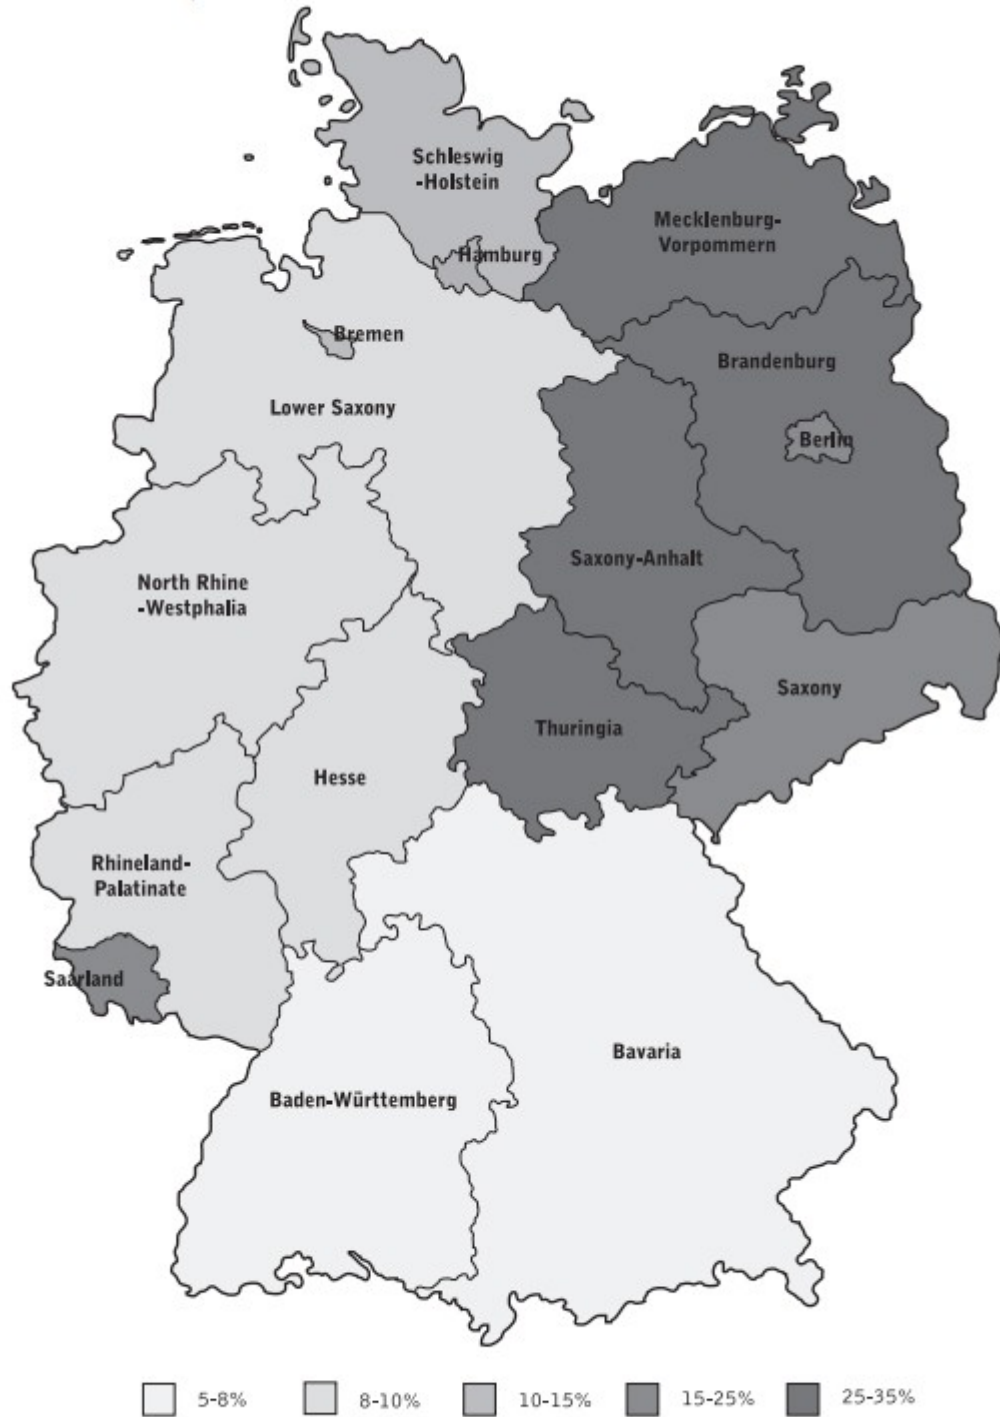 Schleswig
-Holstein
Mecklenburg-
Vorpommern
Hamburg
Bremen
Brandenburg
Lower Saxony
Berlin
Saxony-Anhalt
North Rhine
-Westphalia
Saxony
Thuringia
Hesse
Rhineland-
Palatinate
Saarland
Bavaria
Baden-Württemberg
5-8% 8-10% 10-15% 15-25% 25-35%